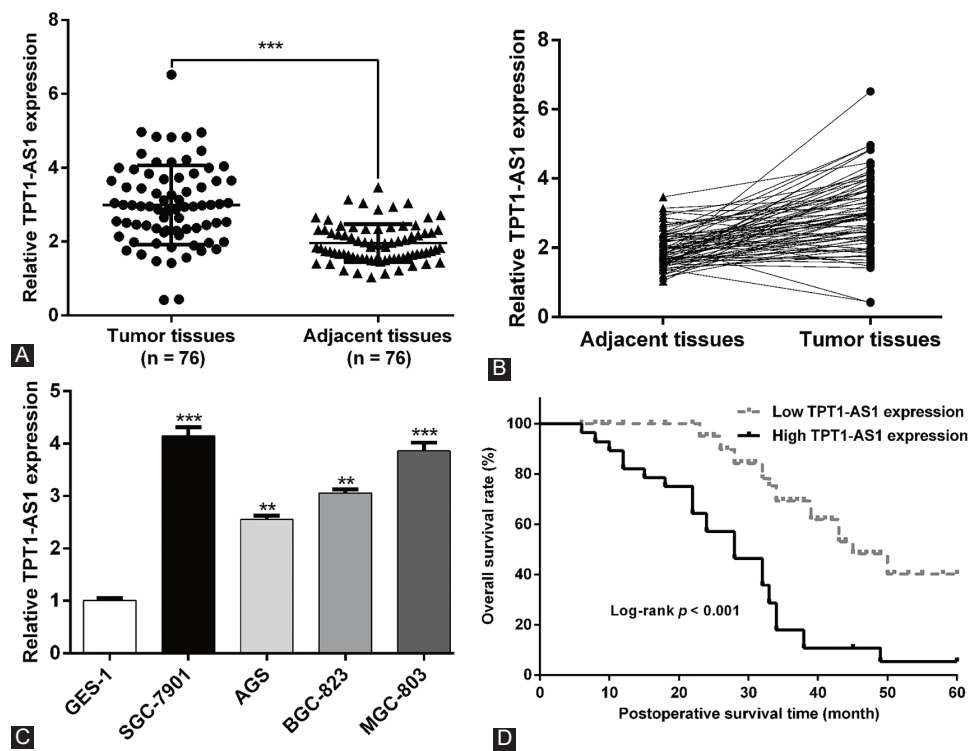 8
6
4
2
0
Relative TPT1-AS1 expression
***
Tumor tissues
(n = 76)
Adjacent tissues
(n = 76)
A
8
6
4
2
0
Relative TPT1-AS1 expression
Adjacent tissues
Tumor tissues
B
5
4
3
2
1
0
Relative TPT1-AS1 expression
***
**
**
***
GES-1
SGC-7901
AGS
BGC-823
MGC-803
C
Low TPT1-AS1 expression
High TPT1-AS1 expression
100
80
60
40
20
0
Overall survival rate (%)
Log-rank p < 0.001
0 10 20 30 40 50 60
Postoperative survival time (month)
D